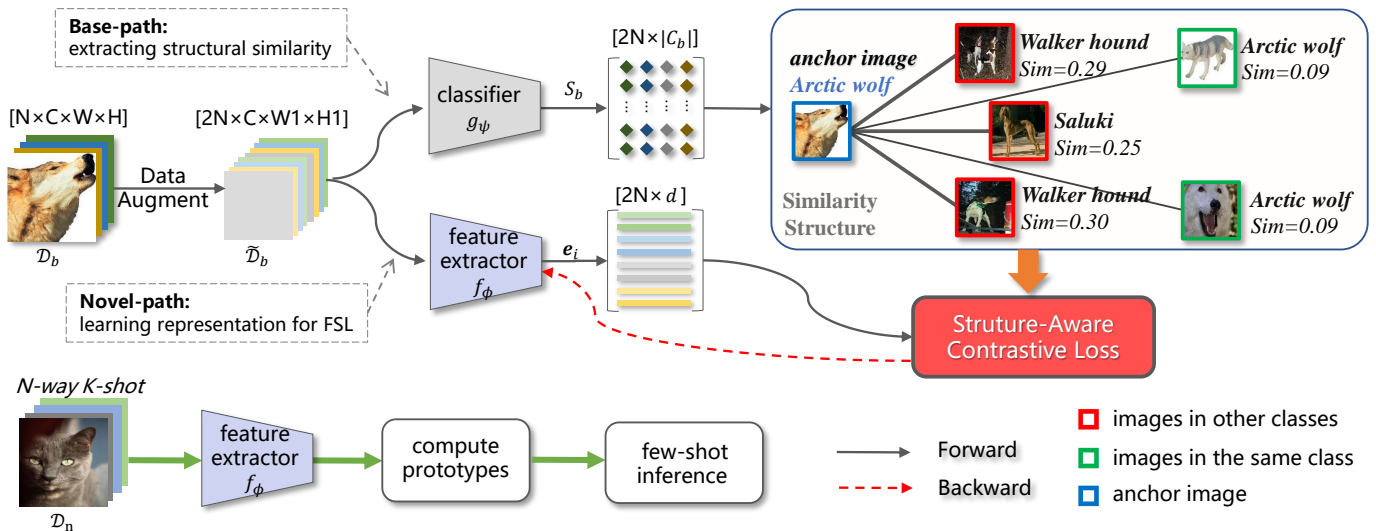 Base-path:
extracting structural similarity
[N×C×W×H]
𝒟b
Data
Augment
[2N×C×W1×H1]
𝒟̃b
Novel-path:
learning representation for FSL
classifier
gψ
Sb
[2N×|Cb|]
feature
extractor
fϕ
ei
[2N×d]
anchor image
Arctic wolf
Similarity
Structure
Walker hound
Sim=0.29
Arctic wolf
Sim=0.09
Saluki
Sim=0.25
Walker hound
Sim=0.30
Arctic wolf
Sim=0.09
Struture-Aware
Contrastive Loss
N-way K-shot
𝒟n
feature
extractor
fϕ
compute
prototypes
few-shot
inference
Forward
Backward
images in other classes
images in the same class
anchor image